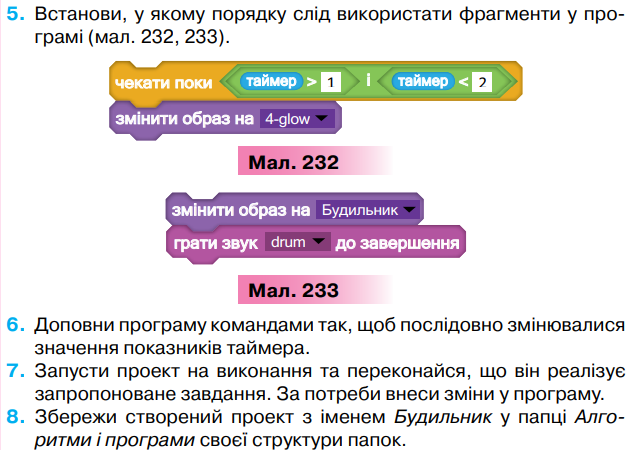 5. Встанови, у якому порядку слід використати фрагменти у про-
грамі (мал. 232, 233).
чекати поки таймер > 1 і таймер < 2
змінити образ на 4-glow
Мал. 232
змінити образ на Будильник
грати звук drum до завершення
Мал. 233
6. Доповни програму командами так, щоб послідовно змінювалися
значення показників таймера.
7. Запусти проект на виконання та переконайся, що він реалізує
запропоноване завдання. За потреби внеси зміни у програму.
8. Збережи створений проект з іменем Будильник у папці Алго-
ритми і програми своєї структури папок.